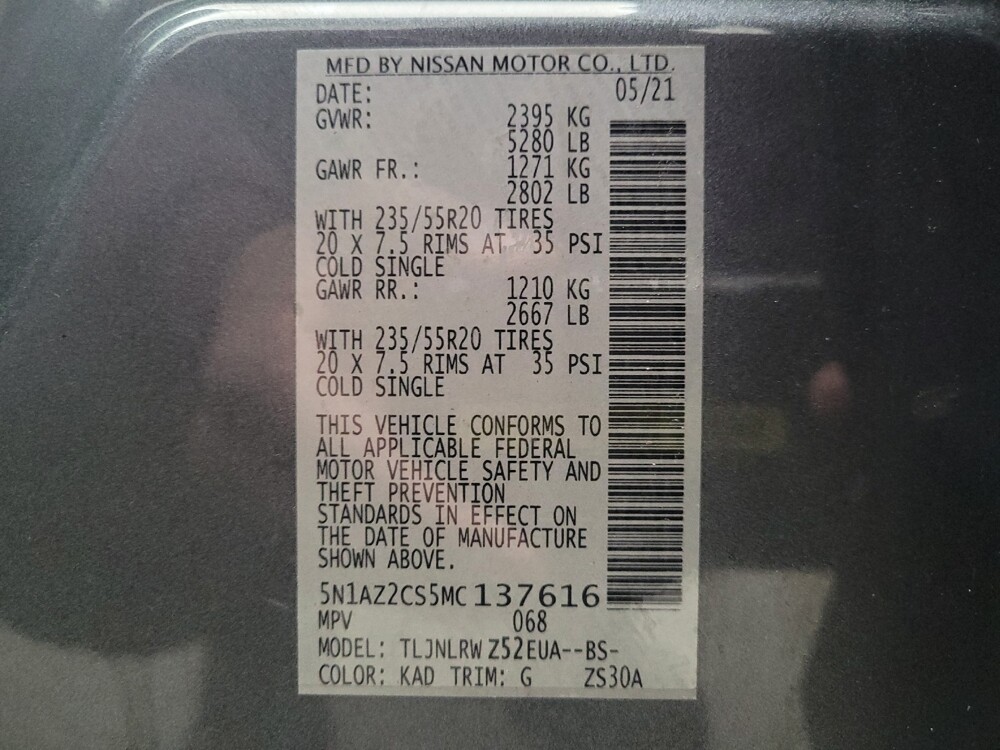 MFD BY NISSAN MOTOR CO., LTD.
DATE: 05/21
GVWR: 2395 KG
5280 LB
GAWR FR.: 1271 KG
2802 LB
WITH 235/55R20 TIRES
20 X 7.5 RIMS AT 35 PSI
COLD SINGLE
GAWR RR.: 1210 KG
2667 LB
WITH 235/55R20 TIRES
20 X 7.5 RIMS AT 35 PSI
COLD SINGLE
THIS VEHICLE CONFORMS TO
ALL APPLICABLE FEDERAL
MOTOR VEHICLE SAFETY AND
THEFT PREVENTION
STANDARDS IN EFFECT ON
THE DATE OF MANUFACTURE
SHOWN ABOVE.
5N1AZ2CS5MC 137616
MPV 068
MODEL: TLJNLRW Z52EUA--BS-
COLOR: KAD TRIM: G ZS30A